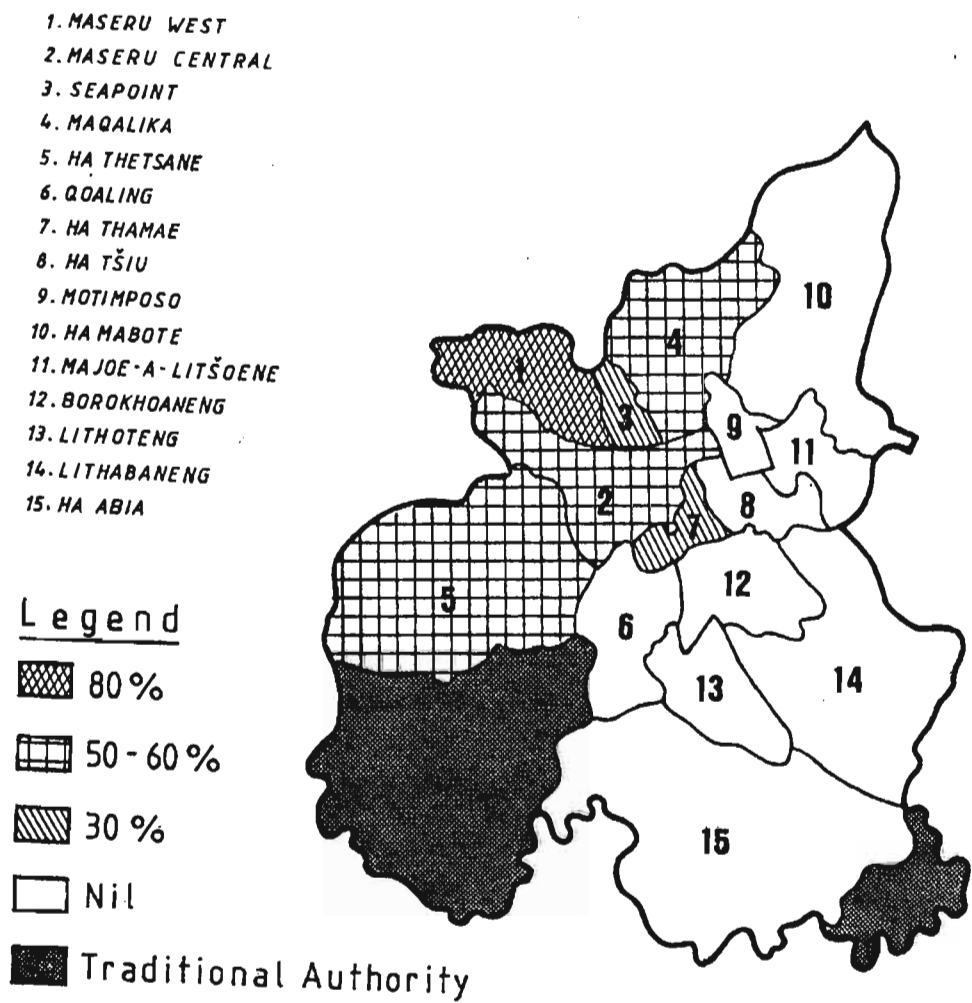 1. MASERU WEST
2. MASERU CENTRAL
3. SEAPOINT
4. MAQALIKA
5. HA THETSANE
6. QOALING
7. HA THAMAE
8. HA TŠIU
9. MOTIMPOSO
10. HA MABOTE
11. MAJOE-A-LITŠOENE
12. BOROKHOANENG
13. LITHOTENG
14. LITHABANENG
15. HA ABIA
10
4
1
3
9
11
2
8
7
12
5
6
13
14
15
Legend
80%
50-60%
30%
Nil
Traditional Authority